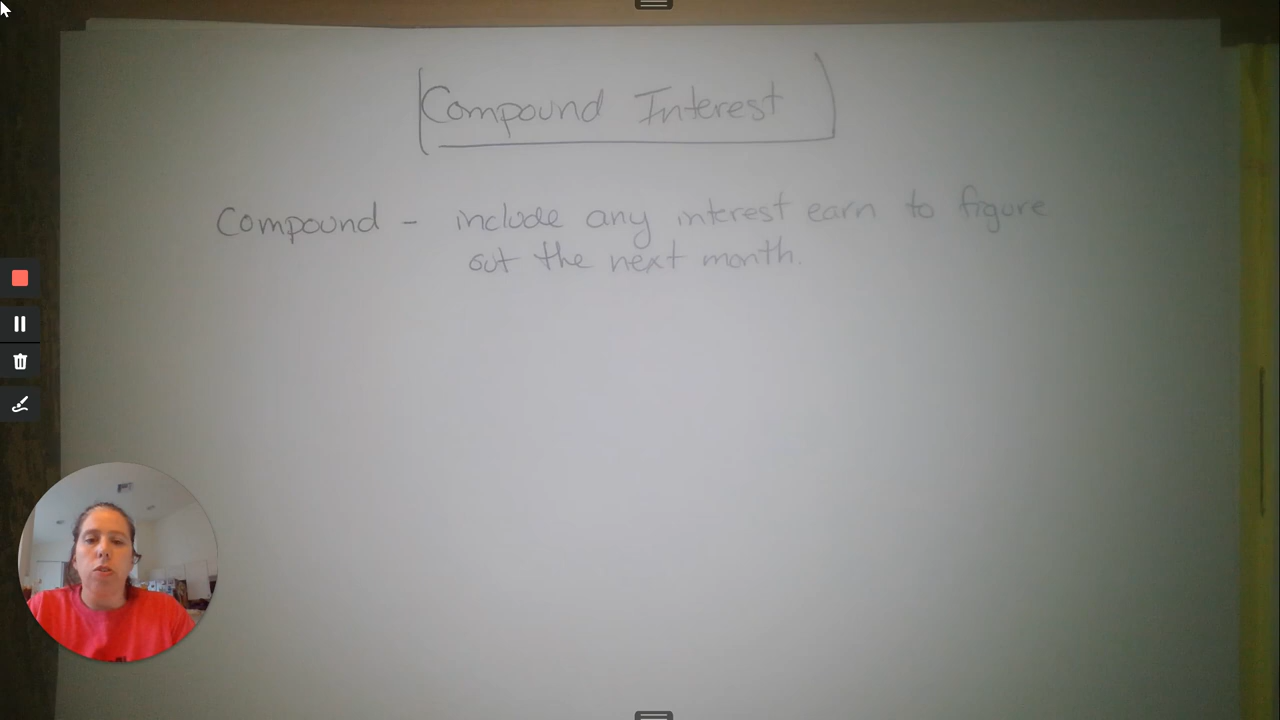 Compound Interest
Compound - include any interest earn to figure
out the next month.